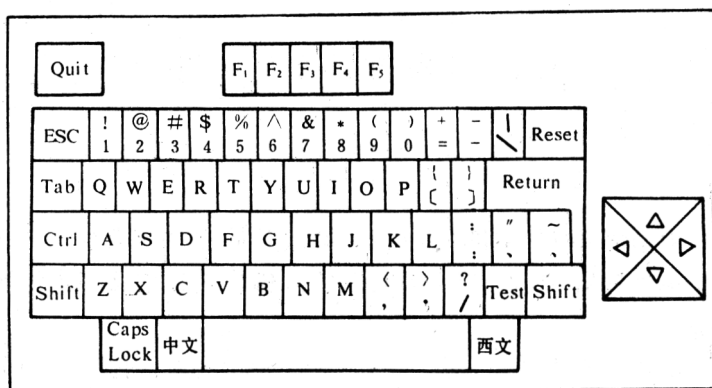 Quit F₁ F₂ F₃ F₄ F₅
! @ # $ % ∧ & * ( ) + − |
ESC 1 2 3 4 5 6 7 8 9 0 = − \ Reset
{ }
Tab Q W E R T Y U I O P [ ] Return
: " ~
Ctrl A S D F G H J K L : 、 、
< > ?
Shift Z X C V B N M , , / Test Shift
Caps
Lock 中文 西文